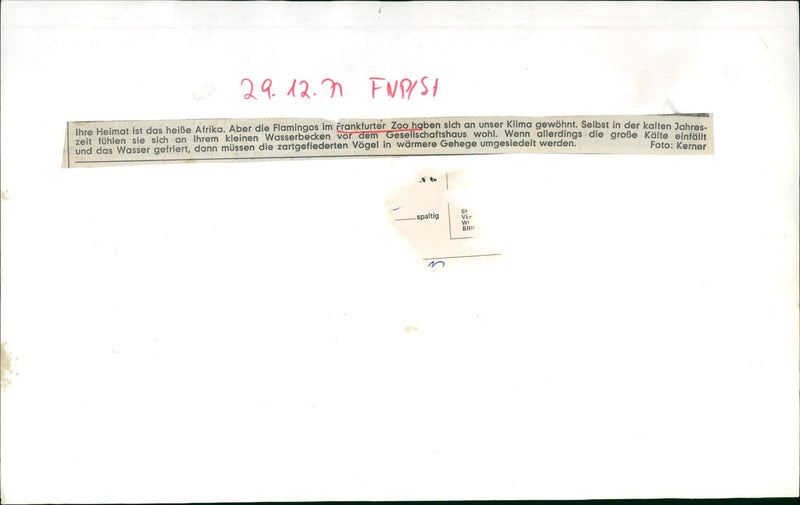 29.12.71 FNP/St
Ihre Heimat ist das heiße Afrika. Aber die Flamingos im Frankfurter Zoo haben sich an unser Klima gewöhnt. Selbst in der kalten Jahres-
zeit fühlen sie sich an ihrem kleinen Wasserbecken vor dem Gesellschaftshaus wohl. Wenn allerdings die große Kälte einfällt
und das Wasser gefriert, dann müssen die zartgefiederten Vögel in wärmere Gehege umgesiedelt werden. Foto: Kerner
spaltig